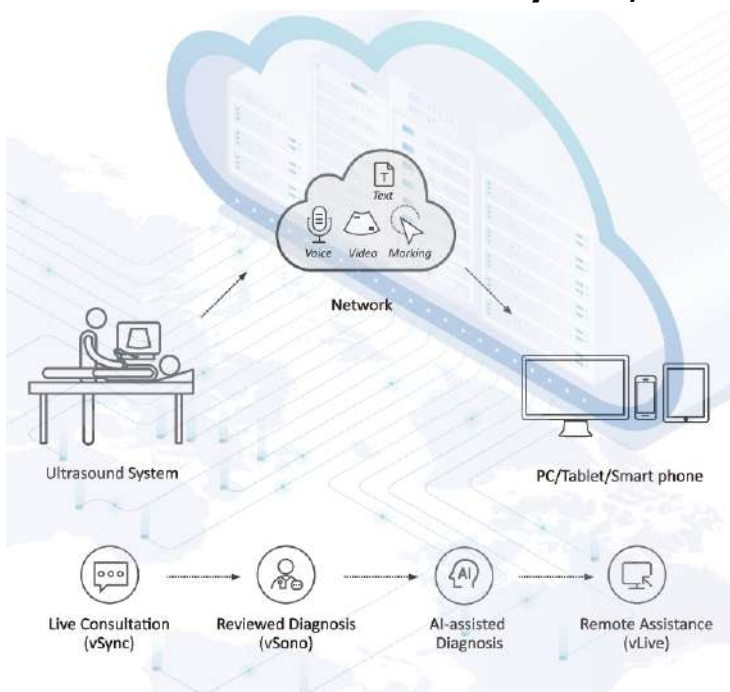 T
Text
Voice Video Marking
Network
Ultrasound System
PC/Tablet/Smart phone
AI
Live Consultation
(vSync)
Reviewed Diagnosis
(vSono)
AI-assisted
Diagnosis
Remote Assistance
(vLive)